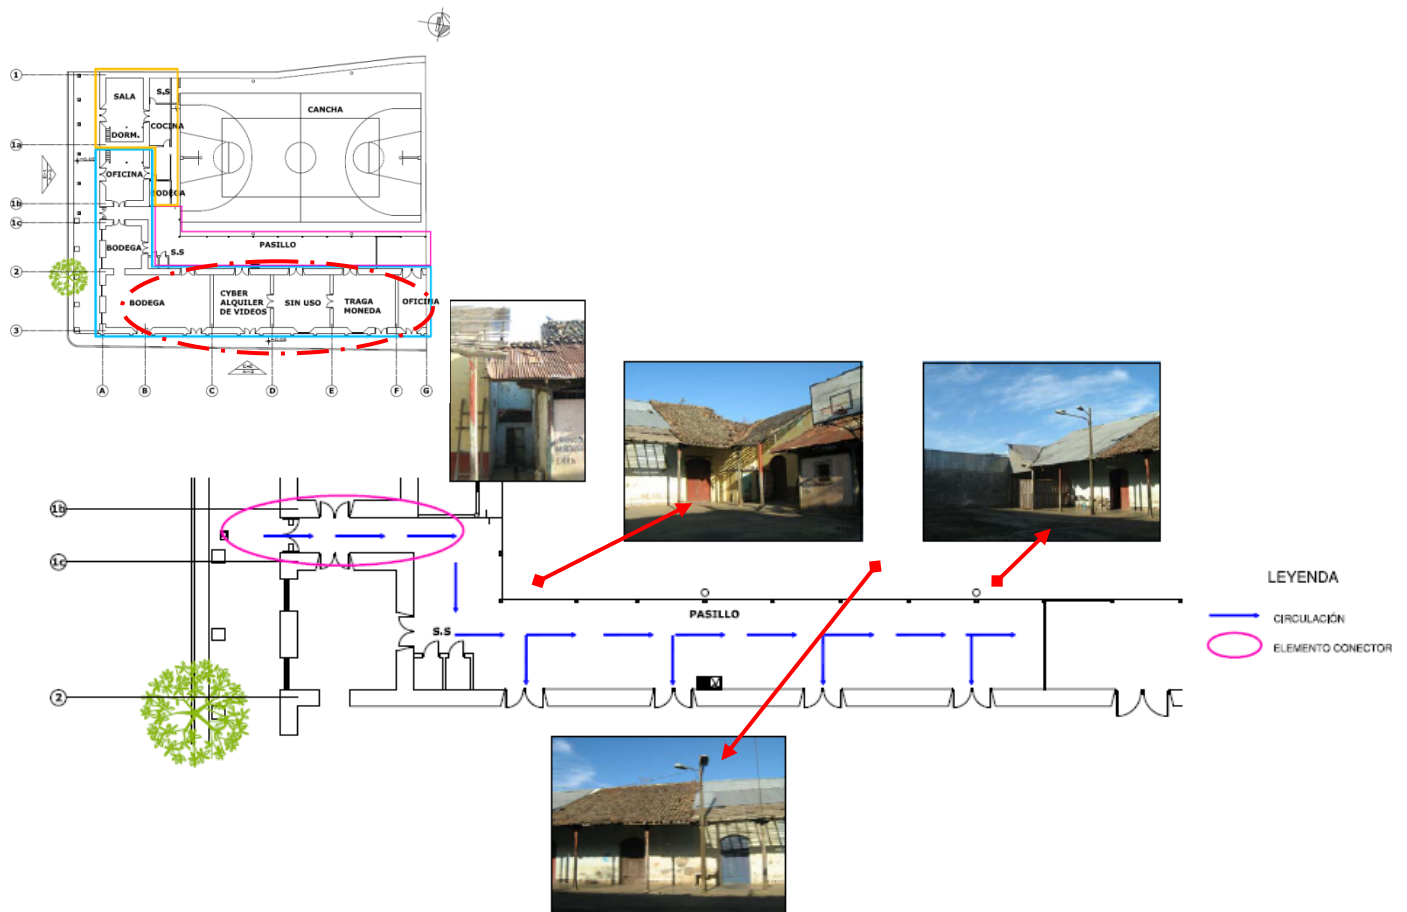 1
SALA
S.S
CANCHA
COCINA
DORM.
1a
OFICINA
BODEGA
1b
1c
BODEGA
S.S
PASILLO
2
BODEGA
CYBER
ALQUILER
DE VIDEOS
SIN USO
TRAGA
MONEDA
OFICINA
3
A
B
C
D
E
F
G
1b
1c
PASILLO
S.S
2
LEYENDA
CIRCULACIÓN
ELEMENTO CONECTOR